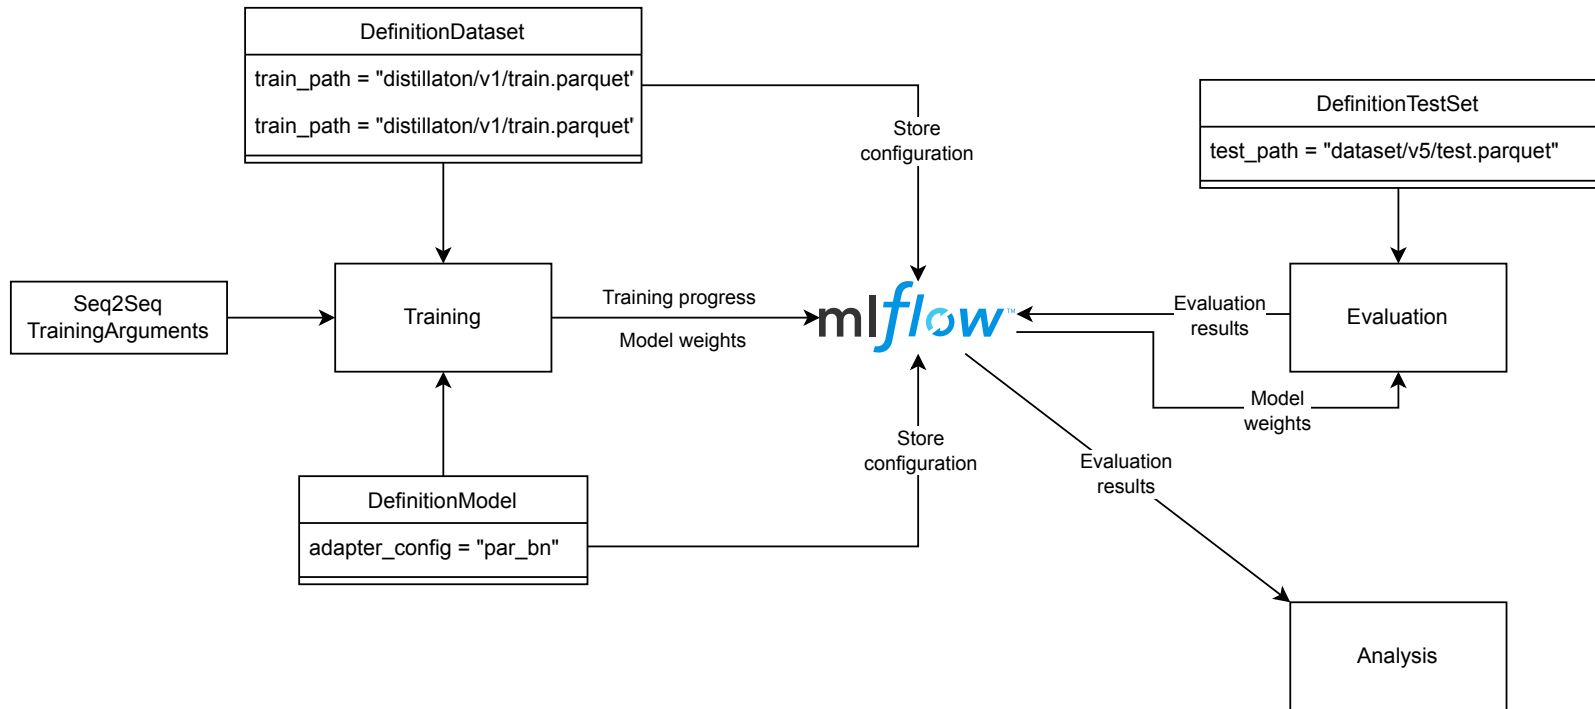 DefinitionDataset
train_path = "distillaton/v1/train.parquet'
train_path = "distillaton/v1/train.parquet'
Store
configuration
DefinitionTestSet
test_path = "dataset/v5/test.parquet"
Seq2Seq
TrainingArguments
Training
Training progress
Model weights
mlflow™
Evaluation
results
Evaluation
Model
weights
Store
configuration
Evaluation
results
DefinitionModel
adapter_config = "par_bn"
Analysis